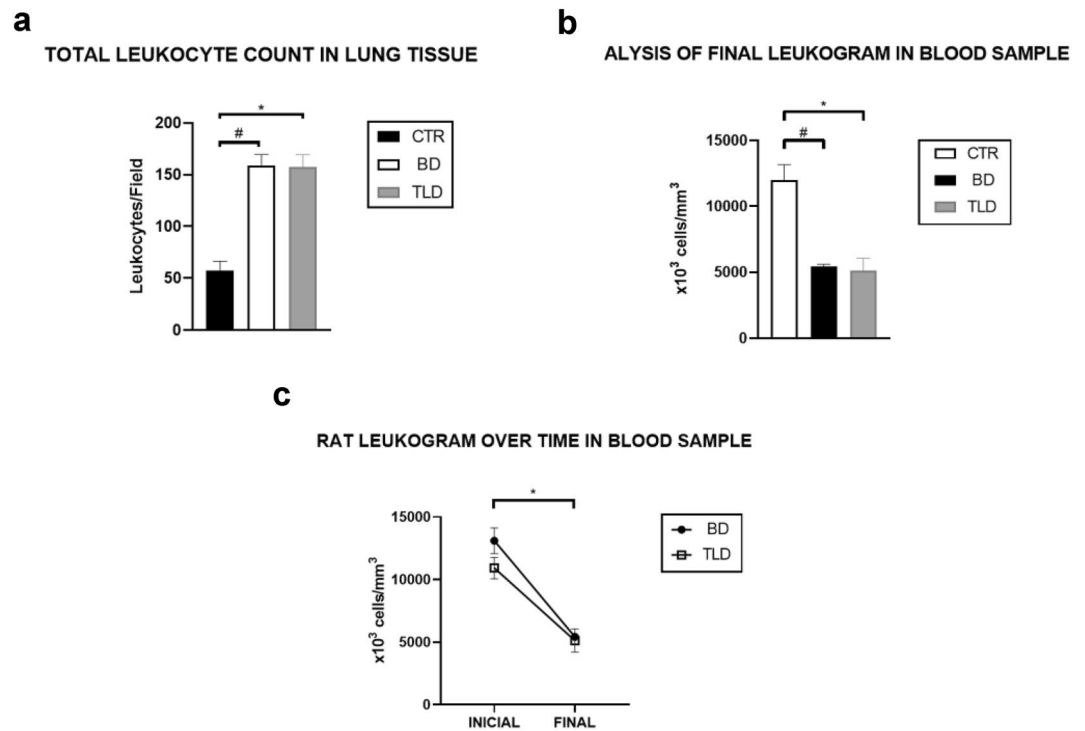 a
TOTAL LEUKOCYTE COUNT IN LUNG TISSUE
Leukocytes/Field
200
150
100
50
0
*
#
CTR
BD
TLD
b
ALYSIS OF FINAL LEUKOGRAM IN BLOOD SAMPLE
x10³ cells/mm³
15000
10000
5000
0
*
#
CTR
BD
TLD
c
RAT LEUKOGRAM OVER TIME IN BLOOD SAMPLE
x10³ cells/mm³
15000
10000
5000
0
*
INICIAL FINAL
BD
TLD